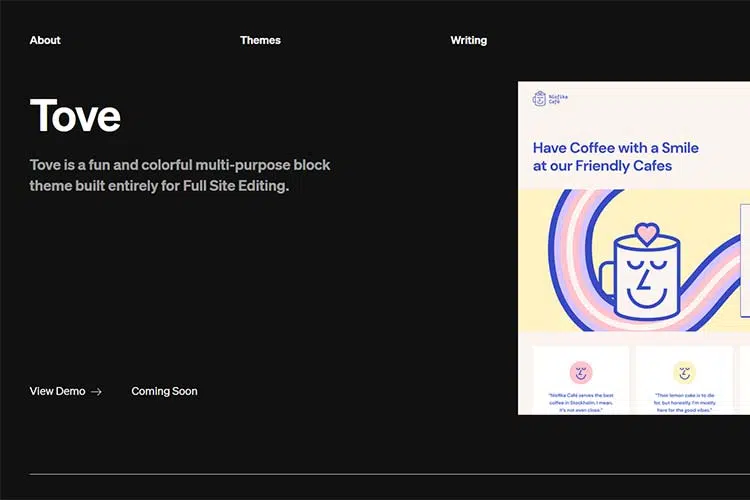 About
Themes
Writing
Tove
Tove is a fun and colorful multi-purpose block
theme built entirely for Full Site Editing.
View Demo →
Coming Soon
Niofika
Café
Have Coffee with a Smile
at our Friendly Cafes
"Niofika Café serves the best
coffee in Stockholm. I mean.
It's not even close."
"Their lemon cake is to die
for, but honestly. I'm mostly
here for the good vibes."